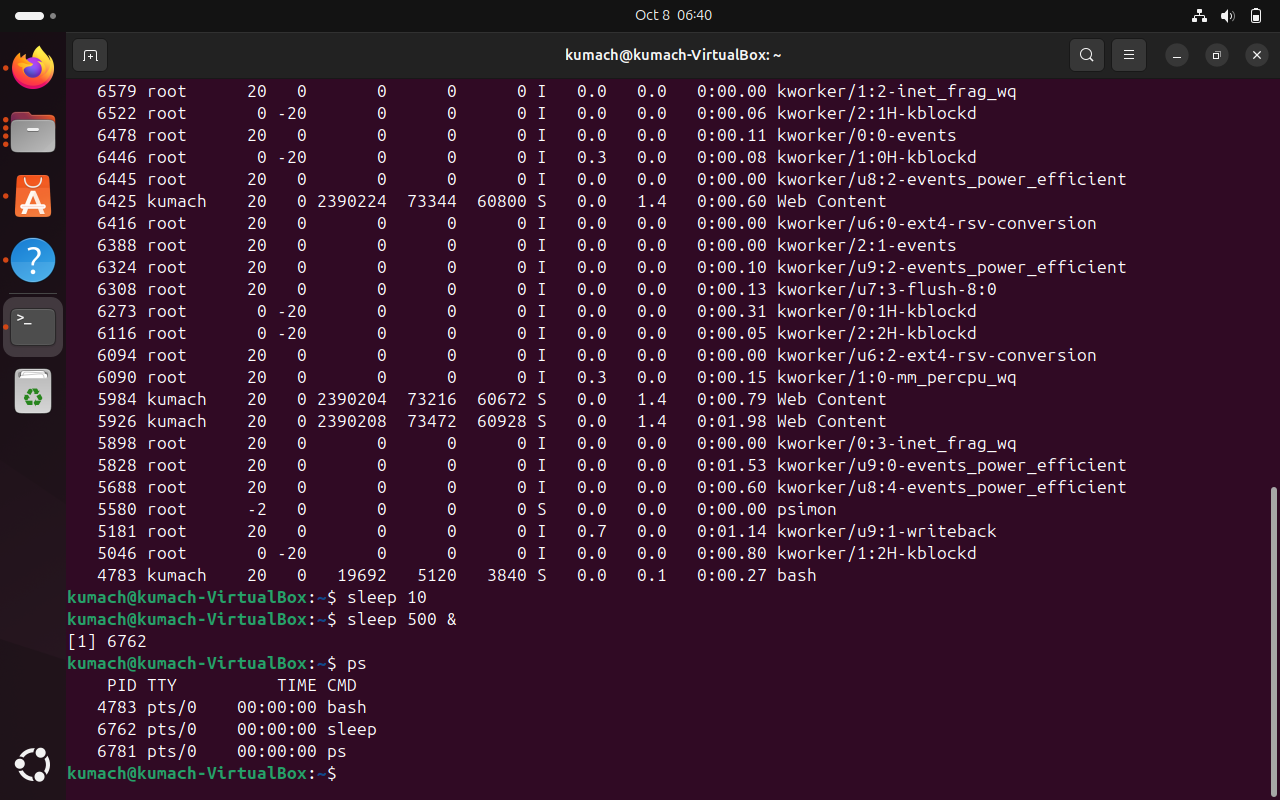 Oct 8 06:40
kumach@kumach-VirtualBox: ~
6579 root 20 0 0 0 0 I 0.0 0.0 0:00.00 kworker/1:2-inet_frag_wq
6522 root 0 -20 0 0 0 I 0.0 0.0 0:00.06 kworker/2:1H-kblockd
6478 root 20 0 0 0 0 I 0.0 0.0 0:00.11 kworker/0:0-events
6446 root 0 -20 0 0 0 I 0.3 0.0 0:00.08 kworker/1:0H-kblockd
6445 root 20 0 0 0 0 I 0.0 0.0 0:00.00 kworker/u8:2-events_power_efficient
6425 kumach 20 0 2390224 73344 60800 S 0.0 1.4 0:00.60 Web Content
6416 root 20 0 0 0 0 I 0.0 0.0 0:00.00 kworker/u6:0-ext4-rsv-conversion
6388 root 20 0 0 0 0 I 0.0 0.0 0:00.00 kworker/2:1-events
6324 root 20 0 0 0 0 I 0.0 0.0 0:00.10 kworker/u9:2-events_power_efficient
6308 root 20 0 0 0 0 I 0.0 0.0 0:00.13 kworker/u7:3-flush-8:0
6273 root 0 -20 0 0 0 I 0.0 0.0 0:00.31 kworker/0:1H-kblockd
6116 root 0 -20 0 0 0 I 0.0 0.0 0:00.05 kworker/2:2H-kblockd
6094 root 20 0 0 0 0 I 0.0 0.0 0:00.00 kworker/u6:2-ext4-rsv-conversion
6090 root 20 0 0 0 0 I 0.3 0.0 0:00.15 kworker/1:0-mm_percpu_wq
5984 kumach 20 0 2390204 73216 60672 S 0.0 1.4 0:00.79 Web Content
5926 kumach 20 0 2390208 73472 60928 S 0.0 1.4 0:01.98 Web Content
5898 root 20 0 0 0 0 I 0.0 0.0 0:00.00 kworker/0:3-inet_frag_wq
5828 root 20 0 0 0 0 I 0.0 0.0 0:01.53 kworker/u9:0-events_power_efficient
5688 root 20 0 0 0 0 I 0.0 0.0 0:00.60 kworker/u8:4-events_power_efficient
5580 root -2 0 0 0 0 S 0.0 0.0 0:00.00 psimon
5181 root 20 0 0 0 0 I 0.7 0.0 0:01.14 kworker/u9:1-writeback
5046 root 0 -20 0 0 0 I 0.0 0.0 0:00.80 kworker/1:2H-kblockd
4783 kumach 20 0 19692 5120 3840 S 0.0 0.1 0:00.27 bash
kumach@kumach-VirtualBox:~$ sleep 10
kumach@kumach-VirtualBox:~$ sleep 500 &
[1] 6762
kumach@kumach-VirtualBox:~$ ps
PID TTY TIME CMD
4783 pts/0 00:00:00 bash
6762 pts/0 00:00:00 sleep
6781 pts/0 00:00:00 ps
kumach@kumach-VirtualBox:~$